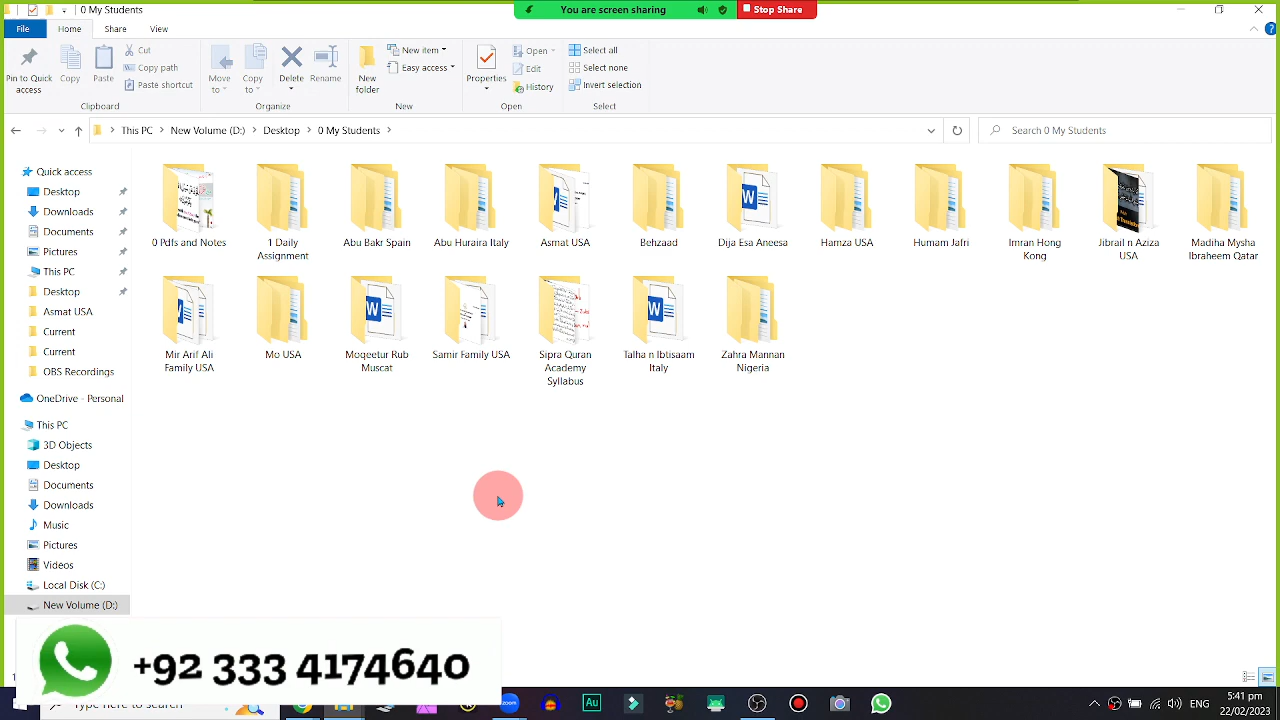 0 My Students
You are screen sharing
Stop Share
File
Home
Share
View
Pin to Quick
access
Copy
Paste
Cut
Copy path
Paste shortcut
Clipboard
Move
to
Copy
to
Delete
Rename
Organize
New
folder
New item
Easy access
New
Properties
Open
Edit
History
Open
Select all
Select none
Invert selection
Select
This PC
New Volume (D:)
Desktop
0 My Students
Search 0 My Students
Quick access
Desktop
Downloads
Documents
Pictures
This PC
Desktop
Asmat USA
Current
Current
OBS Recordings
OneDrive - Personal
This PC
3D Objects
Desktop
Documents
Downloads
Music
Pictures
Videos
Local Disk (C:)
New Volume (D:)
0 Pdfs and Notes
1 Daily
Assignment
Abu Bakr Spain
Abu Huraira Italy
Asmat USA
Behzaad
Dija Esa Aneesa
Hamza USA
Humam Jafri
Imran Hong
Kong
Jibrail n Aziza
USA
Madiha Mysha
Ibraheem Qatar
Mir Arif Ali
Family USA
Mo USA
Moqeetur Rub
Muscat
Samir Family USA
Sipra Quran
Academy
Syllabus
Talha n Ibtisaam
Italy
Zahra Mannan
Nigeria
+92 333 4174640
zoom
Au
ENG
5:41 pm
22/02/2023